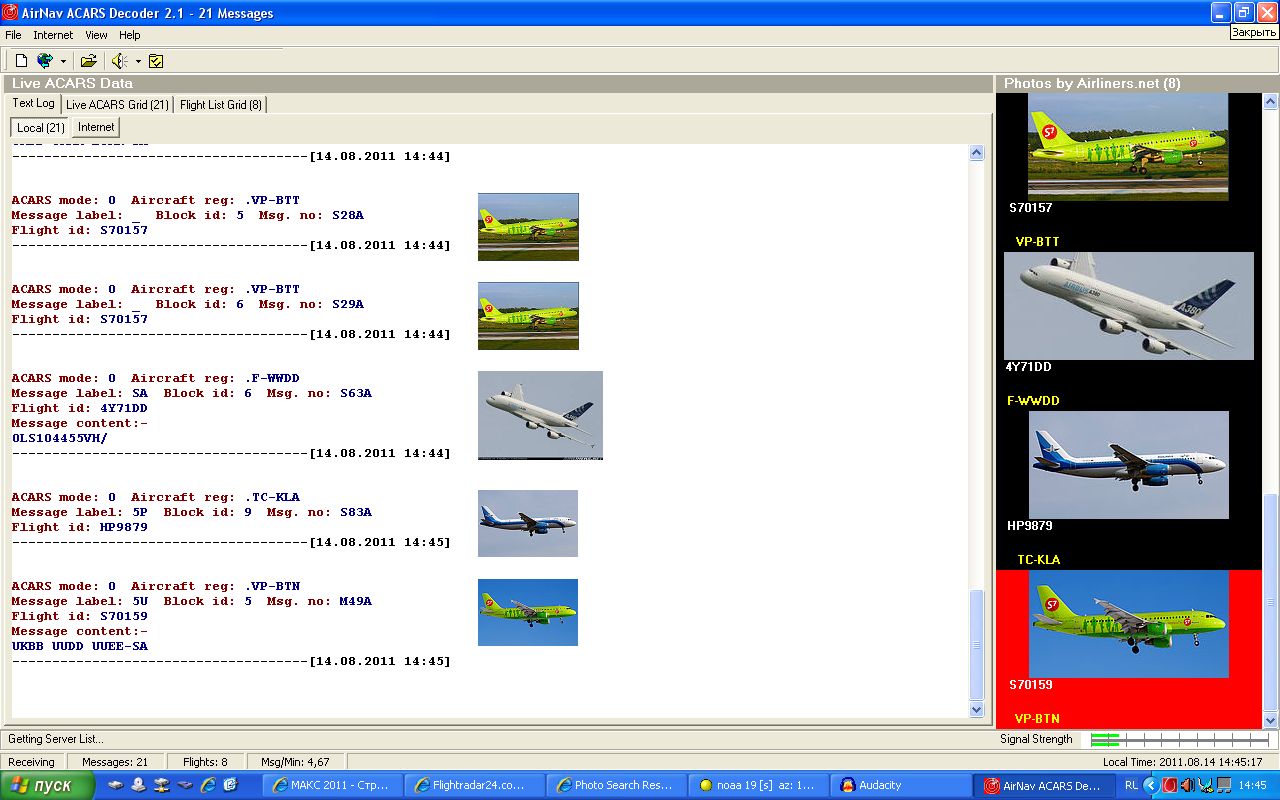 AirNav ACARS Decoder 2.1 - 21 Messages
Закрыть
File Internet View Help
Live ACARS Data
Photos by Airliners.net (8)
Text Log Live ACARS Grid (21) Flight List Grid (8)
Local (21) Internet
-------------------------------------[14.08.2011 14:44]
ACARS mode: 0 Aircraft reg: .VP-BTT
Message label: _ Block id: 5 Msg. no: S28A
Flight id: S70157
-------------------------------------[14.08.2011 14:44]
ACARS mode: 0 Aircraft reg: .VP-BTT
Message label: _ Block id: 6 Msg. no: S29A
Flight id: S70157
-------------------------------------[14.08.2011 14:44]
ACARS mode: 0 Aircraft reg: .F-WWDD
Message label: SA Block id: 6 Msg. no: S63A
Flight id: 4Y71DD
Message content:-
0LS104455VH/
-------------------------------------[14.08.2011 14:44]
ACARS mode: 0 Aircraft reg: .TC-KLA
Message label: 5P Block id: 9 Msg. no: S83A
Flight id: HP9879
-------------------------------------[14.08.2011 14:45]
ACARS mode: 0 Aircraft reg: .VP-BTN
Message label: 5U Block id: 5 Msg. no: M49A
Flight id: S70159
Message content:-
UKBB UUDD UUEE-SA
-------------------------------------[14.08.2011 14:45]
S7
S70157
VP-BTT
AIRBUS A380
A380
4Y71DD
F-WWDD
HP9879
TC-KLA
S7
S70159
VP-BTN
Getting Server List...
Signal Strength
Receiving Messages: 21 Flights: 8 Msg/Min: 4,67
Local Time: 2011.08.14 14:45:17
пуск
МАКС 2011 - Стр...
Flightradar24.co...
Photo Search Res...
noaa 19 [s] az: 1...
Audacity
AirNav ACARS De...
RL
14:45